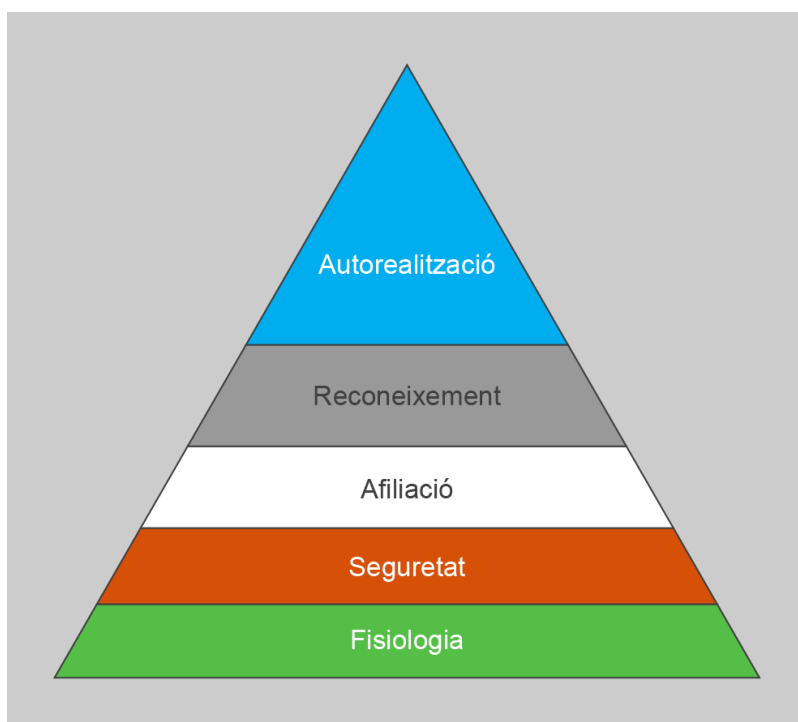 Autorealització
Reconeixement
Afiliació
Seguretat
Fisiologia